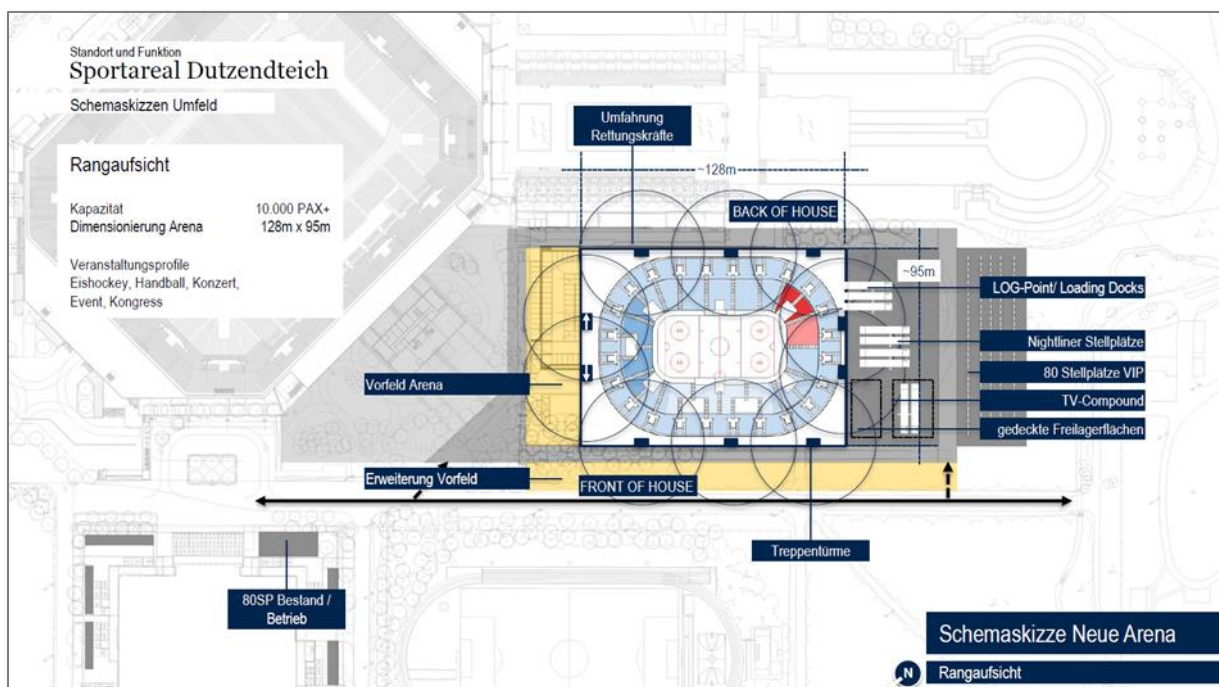 Standort und Funktion
Sportareal Dutzendteich
Schemaskizzen Umfeld
Rangaufsicht
Kapazität 10.000 PAX+
Dimensionierung Arena 128m x 95m
Veranstaltungsprofile
Eishockey, Handball, Konzert,
Event, Kongress
Umfahrung
Rettungskräfte
~128m
BACK OF HOUSE
~95m
LOG-Point/ Loading Docks
Nightliner Stellplätze
80 Stellplätze VIP
TV-Compound
gedeckte Freilagerflächen
Vorfeld Arena
Erweiterung Vorfeld
FRONT OF HOUSE
Treppentürme
80SP Bestand /
Betrieb
Schemaskizze Neue Arena
N
Rangaufsicht